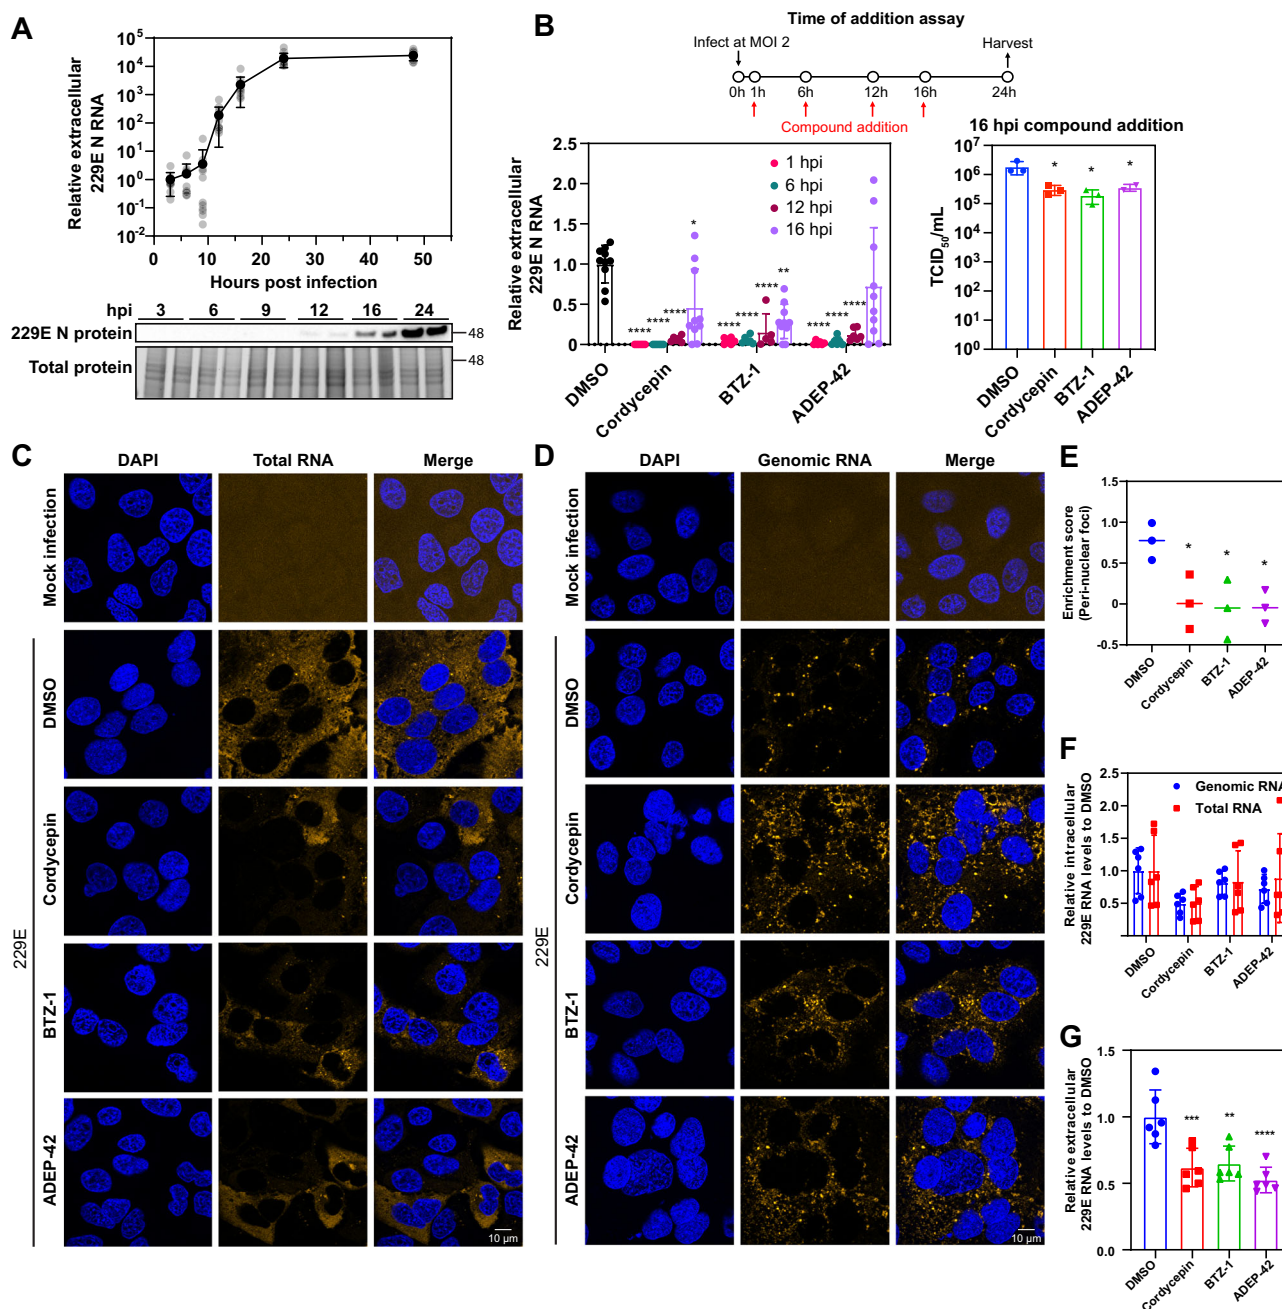 A
Relative extracellular
229E N RNA
10^5
10^4
10^3
10^2
10^1
10^0
10^-1
10^-2
0 10 20 30 40 50
Hours post infection
hpi 3 6 9 12 16 24
229E N protein
48
Total protein
48
B
Time of addition assay
Infect at MOI 2
Harvest
0h 1h 6h 12h 16h 24h
Compound addition
Relative extracellular
229E N RNA
2.5
2.0
1.5
1.0
0.5
0
1 hpi
6 hpi
12 hpi
16 hpi
**** **** **** *
**** **** **** **
**** **** ****
DMSO
Cordycepin
BTZ-1
ADEP-42
16 hpi compound addition
TCID50/mL
10^7
10^6
10^5
10^4
10^3
10^2
10^1
10^0
* * *
DMSO
Cordycepin
BTZ-1
ADEP-42
C
DAPI Total RNA Merge
Mock infection
229E
DMSO
Cordycepin
BTZ-1
ADEP-42
10 µm
D
DAPI Genomic RNA Merge
Mock infection
229E
DMSO
Cordycepin
BTZ-1
ADEP-42
10 µm
E
Enrichment score
(Peri-nuclear foci)
1.5
1.0
0.5
0
-0.5
* * *
DMSO
Cordycepin
BTZ-1
ADEP-42
F
Relative intracellular
229E RNA levels to DMSO
2.5
2.0
1.5
1.0
0.5
Genomic RNA
Total RNA
DMSO
Cordycepin
BTZ-1
ADEP-42
G
Relative extracellular
229E RNA levels to DMSO
1.5
1.0
0.5
0.0
*** ** ****
DMSO
Cordycepin
BTZ-1
ADEP-42